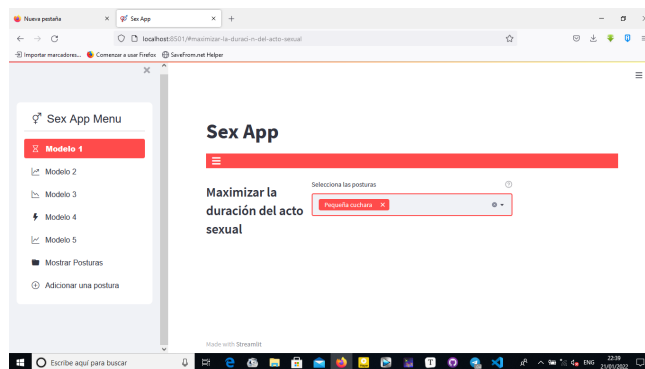 Nueva pestaña
Sex App
localhost:8501/#maximizar-la-duraci-n-del-acto-sexual
Importar marcadores...
Comenzar a usar Firefox
SaveFrom.net Helper
Sex App Menu
Modelo 1
Modelo 2
Modelo 3
Modelo 4
Modelo 5
Mostrar Posturas
Adicionar una postura
Sex App
Maximizar la
duración del acto
sexual
Selecciona las posturas
Pequeña cuchara
Made with Streamlit
Escribe aquí para buscar
ENG
22:39
21/01/2022